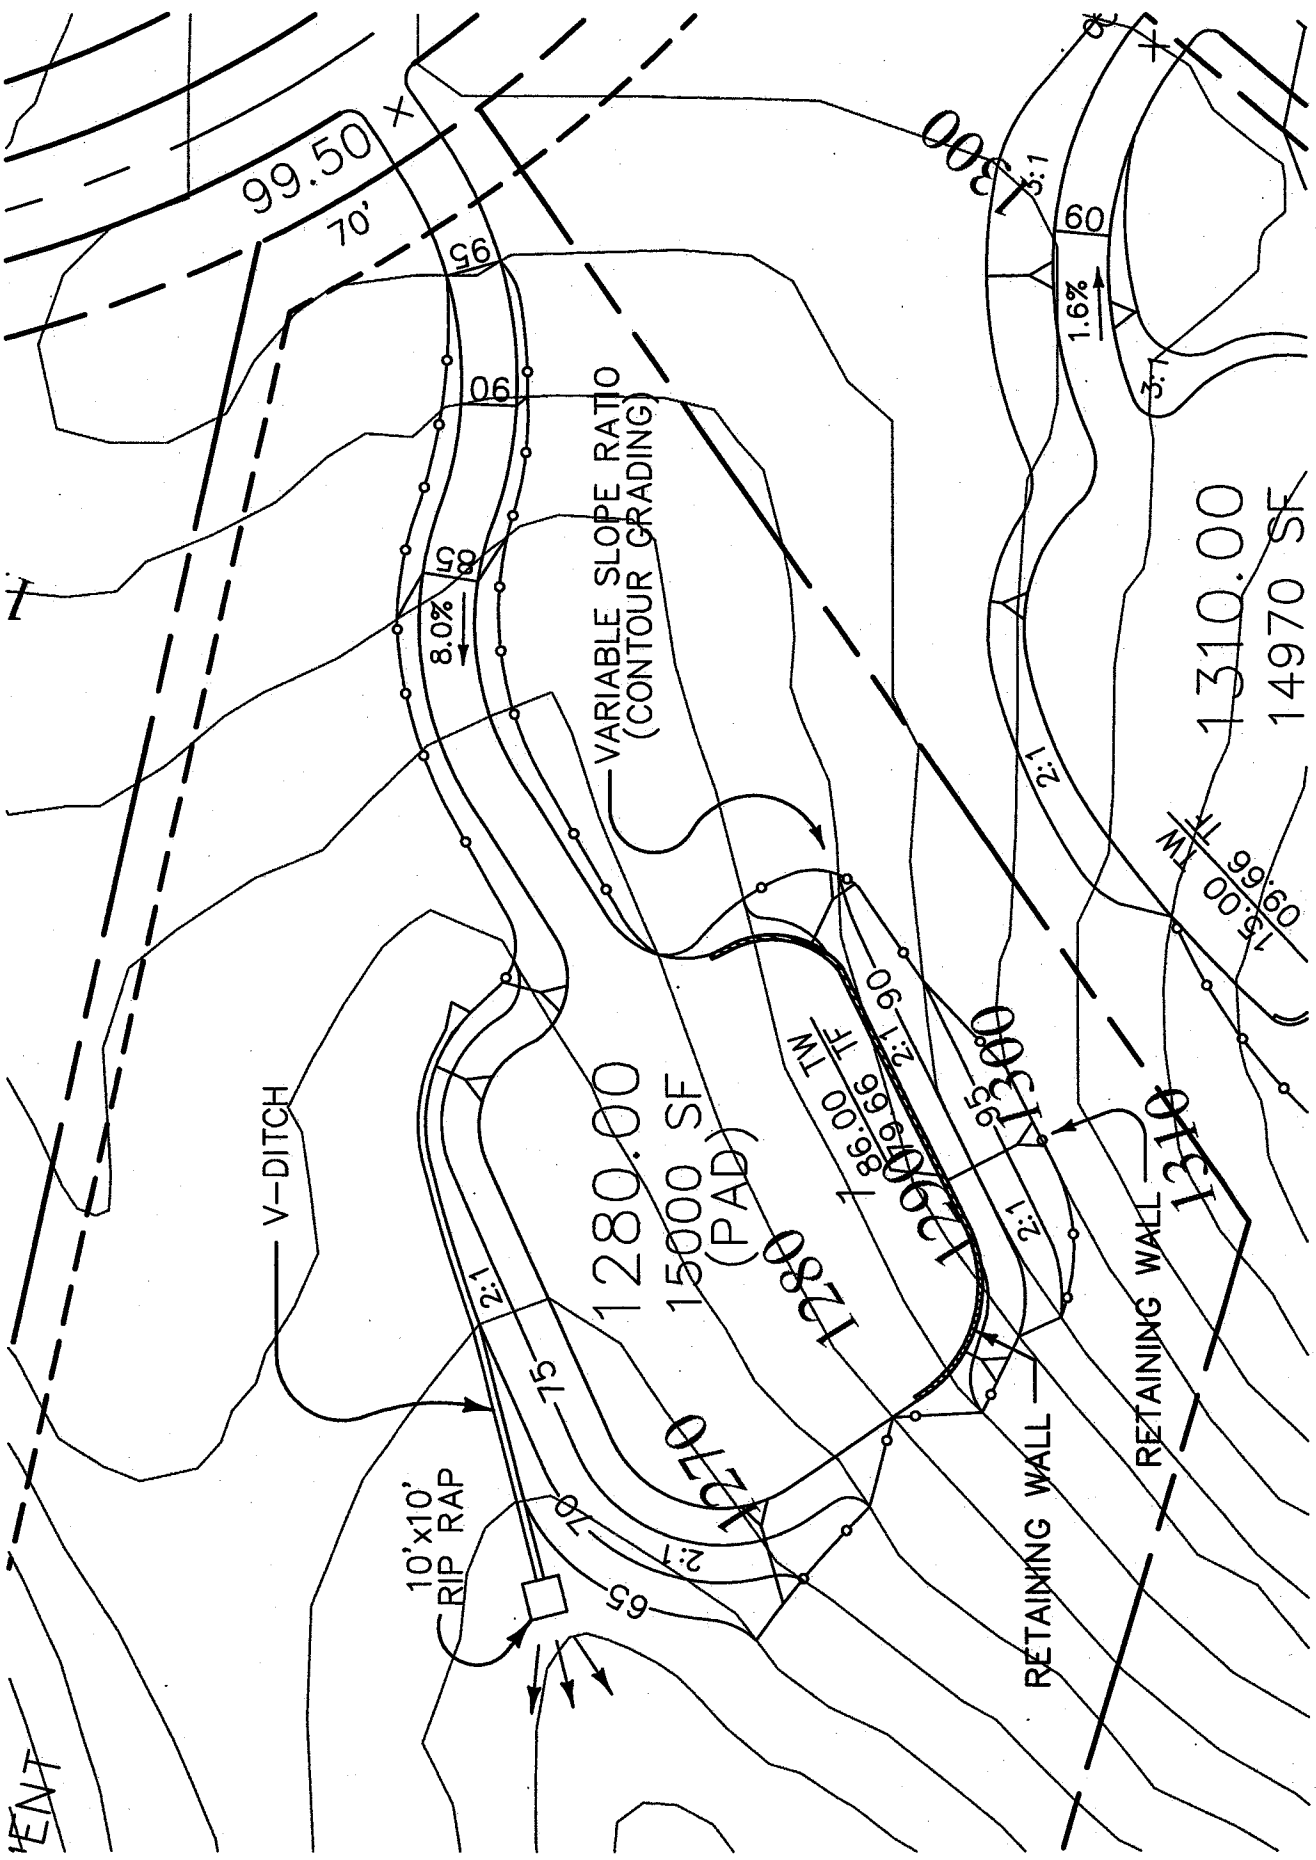 99.50
70'
95
90
85
8.0%
VARIABLE SLOPE RATIO
(CONTOUR GRADING)
1300
3:1
60
1.6%
3:1
1310.00
14970 SF
2:1
15.00 TW
09.66 TF
V-DITCH
1280.00
15000 SF
(PAD)
1
86.00 TW
79.66 TF
2:1
90
95
1300
1290
1280
1270
1310
2:1
2:1
75
70
65
2:1
10'x10'
RIP RAP
RETAINING WALL
RETAINING WALL